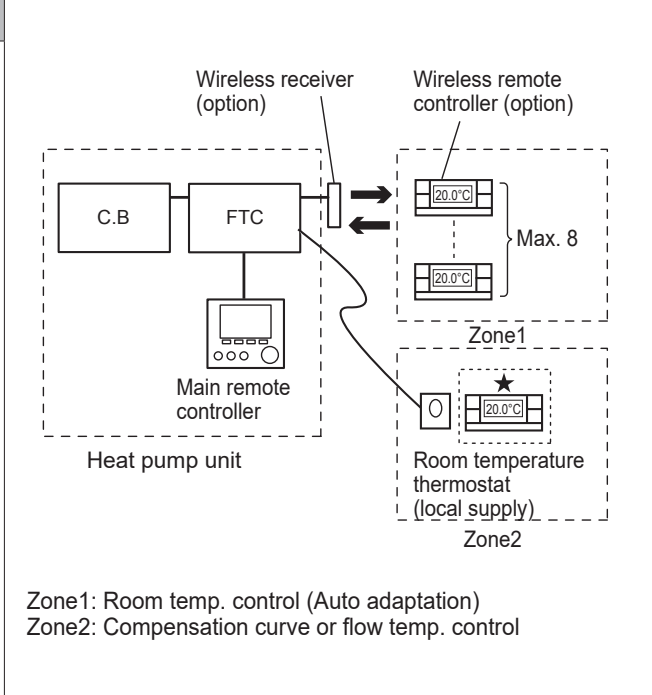 Wireless receiver
(option)
Wireless remote
controller (option)
C.B
FTC
20.0°C
Max. 8
20.0°C
Zone1
Main remote
controller
Heat pump unit
★
20.0°C
Room temperature
thermostat
(local supply)
Zone2
Zone1: Room temp. control (Auto adaptation)
Zone2: Compensation curve or flow temp. control